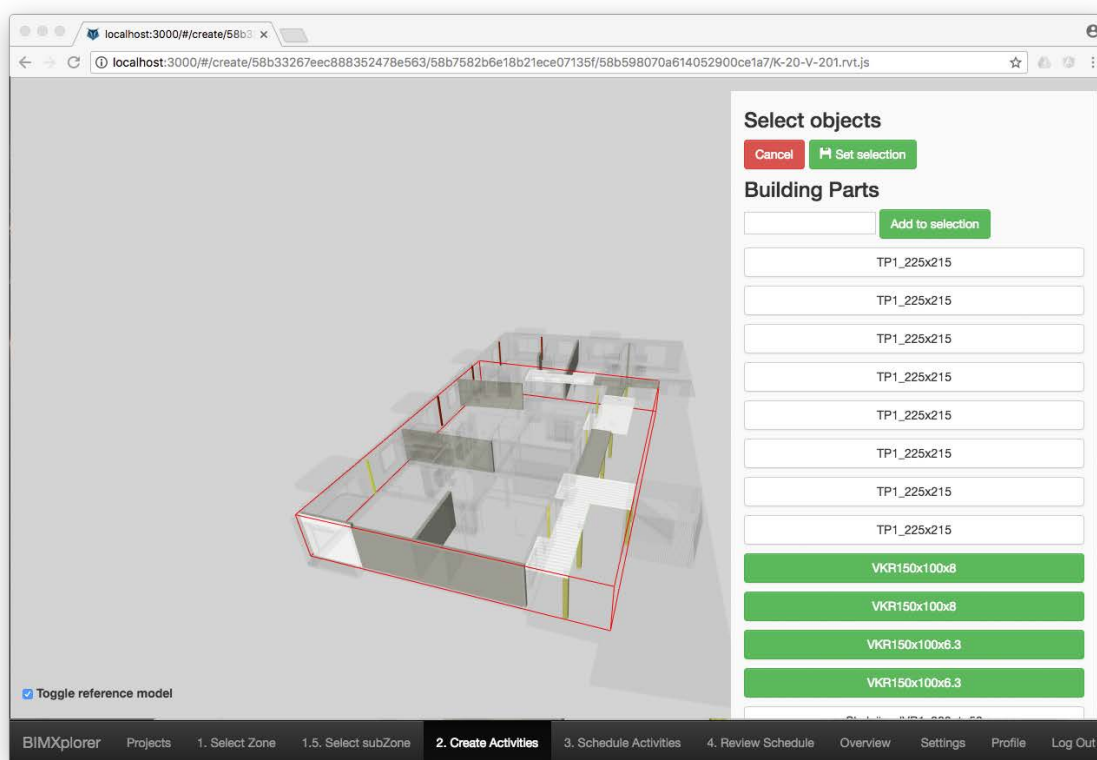 localhost:3000/#/create/58b3
localhost:3000/#/create/58b33267eec888352478e563/58b7582b6e18b21ece07135f/58b598070a614052900ce1a7/K-20-V-201.rvt.js
Select objects
Cancel
Set selection
Building Parts
Add to selection
TP1_225x215
TP1_225x215
TP1_225x215
TP1_225x215
TP1_225x215
TP1_225x215
TP1_225x215
TP1_225x215
VKR150x100x8
VKR150x100x8
VKR150x100x6.3
VKR150x100x6.3
Toggle reference model
BIMXplorer Projects 1. Select Zone 1.5. Select subZone 2. Create Activities 3. Schedule Activities 4. Review Schedule Overview Settings Profile Log Out